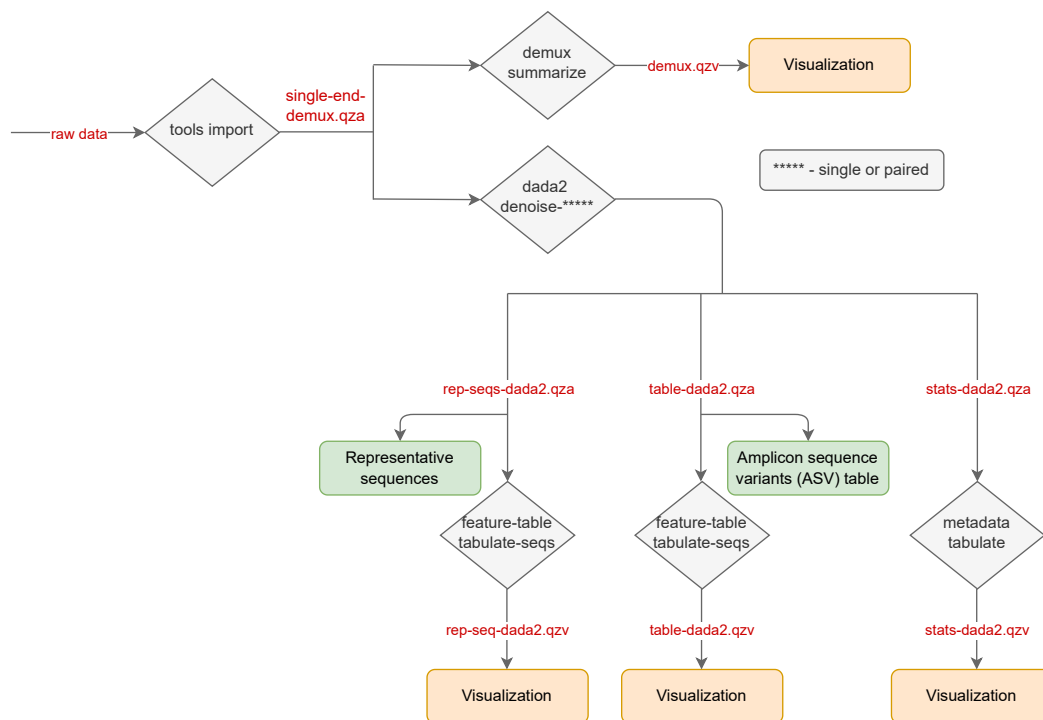 demux
summarize
demux.qzv
Visualization
single-end-
demux.qza
raw data
tools import
***** - single or paired
dada2
denoise-*****
rep-seqs-dada2.qza
table-dada2.qza
stats-dada2.qza
Representative
sequences
Amplicon sequence
variants (ASV) table
feature-table
tabulate-seqs
feature-table
tabulate-seqs
metadata
tabulate
rep-seq-dada2.qzv
table-dada2.qzv
stats-dada2.qzv
Visualization
Visualization
Visualization